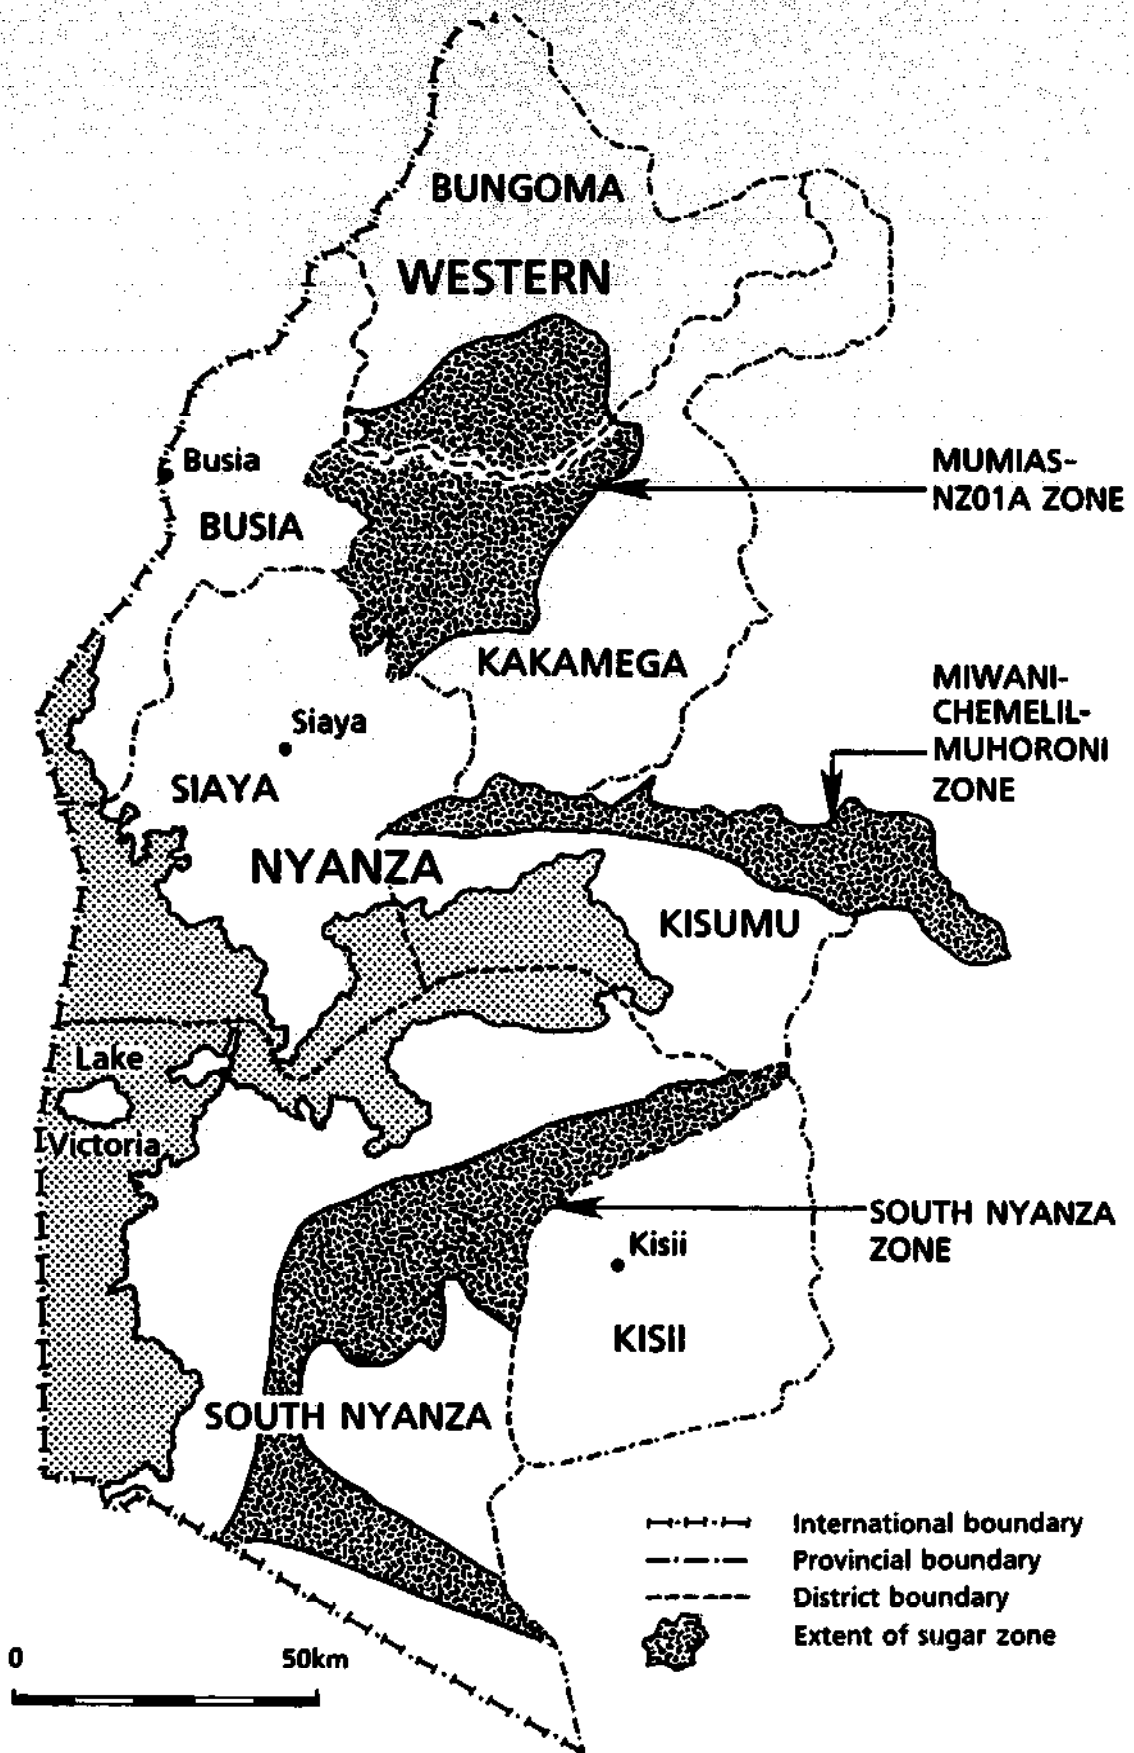 BUNGOMA
WESTERN
Busia
BUSIA
MUMIAS-
NZ01A ZONE
KAKAMEGA
MIWANI-
CHEMELIL-
MUHORONI
ZONE
Siaya
SIAYA
NYANZA
KISUMU
Lake
Victoria
SOUTH NYANZA
ZONE
Kisii
KISII
SOUTH NYANZA
International boundary
Provincial boundary
District boundary
Extent of sugar zone
0 50km